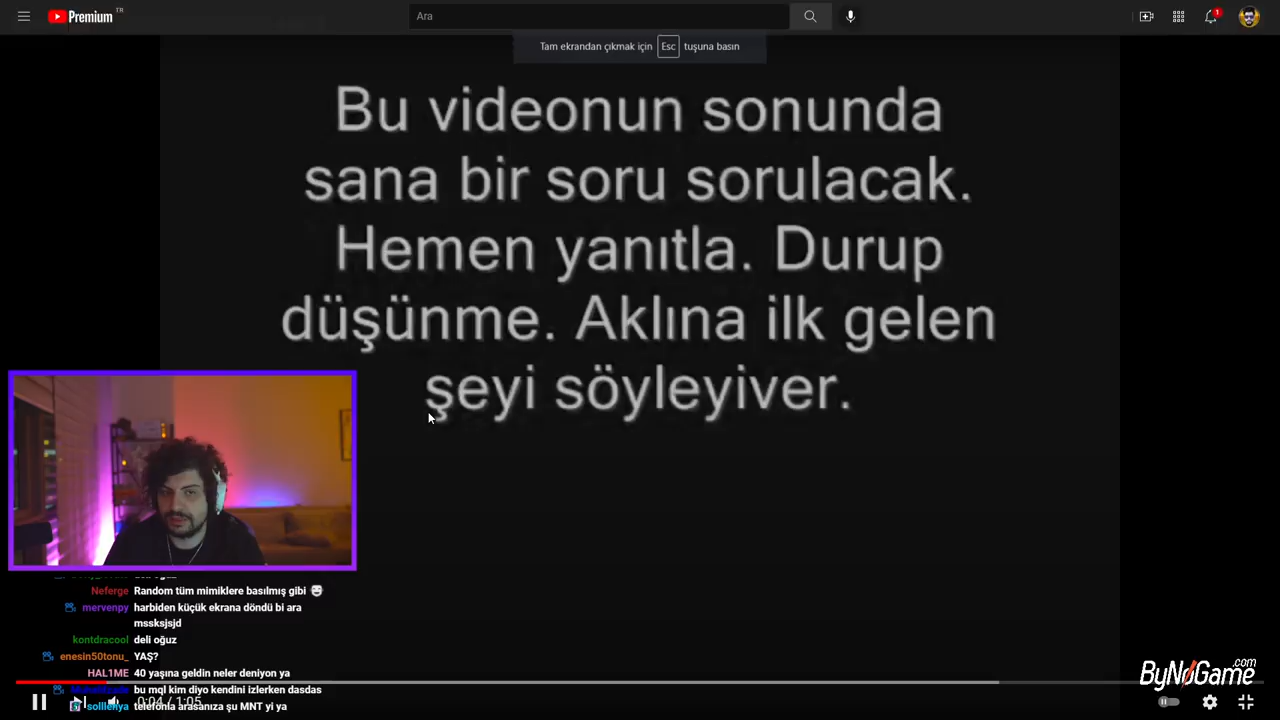 Premium TR
Ara
1
Tam ekrandan çıkmak için Esc tuşuna basın
Bu videonun sonunda
sana bir soru sorulacak.
Hemen yanıtla. Durup
düşünme. Aklına ilk gelen
şeyi söyleyiver.
Neferge Random tüm mimiklere basılmış gibi
mervenpy harbiden küçük ekrana döndü bi ara
mssksjsjd
kontdracool deli oğuz
enesin50tonu_ YAŞ?
HAL1ME 40 yaşına geldin neler deniyon ya
bu mql kim diyo kendini izlerken dasdas
solllenya telefonla arasanıza şu MNT yi ya
0:04 / 1:05
ByNoGame.com